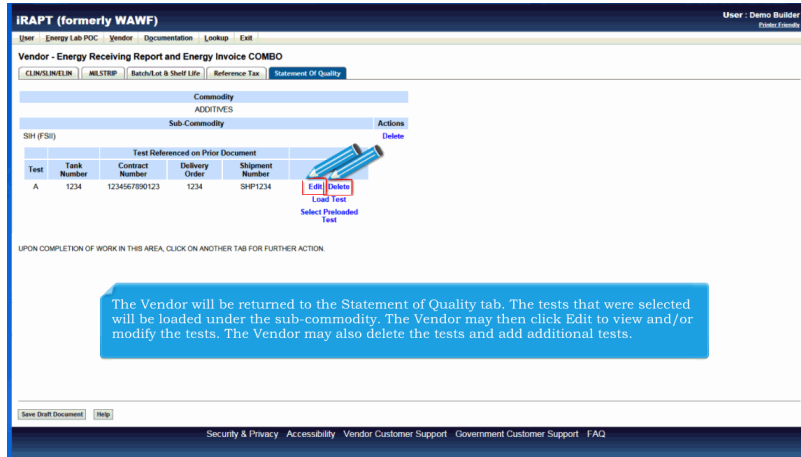 iRAPT (formerly WAWF)
User : Demo Builder
Printer Friendly
User Energy Lab POC Vendor Documentation Lookup Exit
Vendor - Energy Receiving Report and Energy Invoice COMBO
CLIN/SLIN/ELIN MILSTRIP Batch/Lot & Shelf Life Reference Tax Statement Of Quality
Commodity
ADDITIVES
Sub-Commodity Actions
SIH (FSII) Delete
Test Referenced on Prior Document
Test Tank Number Contract Number Delivery Order Shipment Number
A 1234 1234567890123 1234 SHP1234 Edit Delete
Load Test
Select Preloaded
Test
UPON COMPLETION OF WORK IN THIS AREA, CLICK ON ANOTHER TAB FOR FURTHER ACTION.
The Vendor will be returned to the Statement of Quality tab. The tests that were selected
will be loaded under the sub-commodity. The Vendor may then click Edit to view and/or
modify the tests. The Vendor may also delete the tests and add additional tests.
Save Draft Document Help
Security & Privacy Accessibility Vendor Customer Support Government Customer Support FAQ